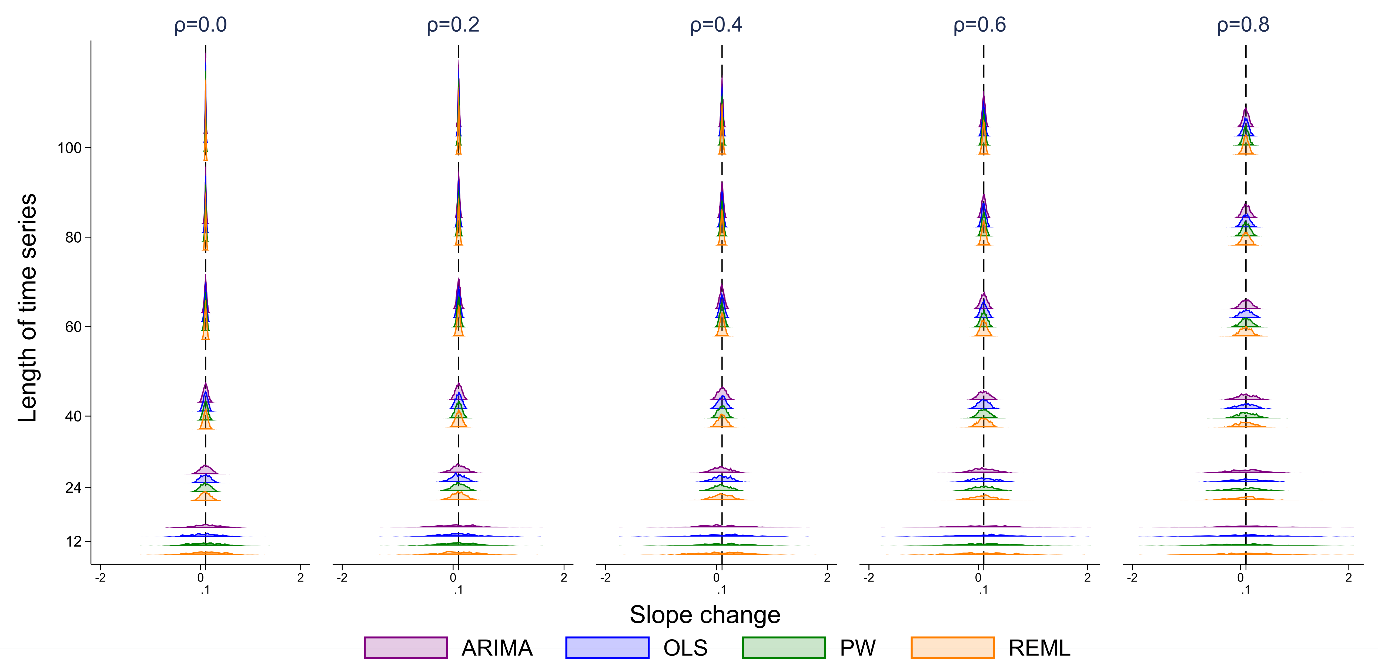 ρ=0.0 ρ=0.2 ρ=0.4 ρ=0.6 ρ=0.8
Length of time series
100
80
60
40
24
12
-2 0 2 -2 0 2 -2 0 2 -2 0 2 -2 0 2
.1 .1 .1 .1 .1
Slope change
ARIMA OLS PW REML